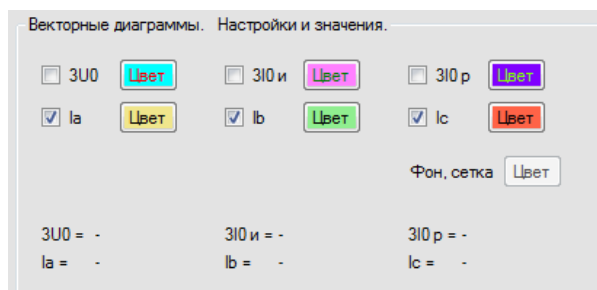 Векторные диаграммы. Настройки и значения.
3U0 Цвет 3I0 и Цвет 3I0 р Цвет
Ia Цвет Ib Цвет Ic Цвет
Фон, сетка Цвет
3U0 = - 3I0 и = - 3I0 р = -
Ia = - Ib = - Ic = -